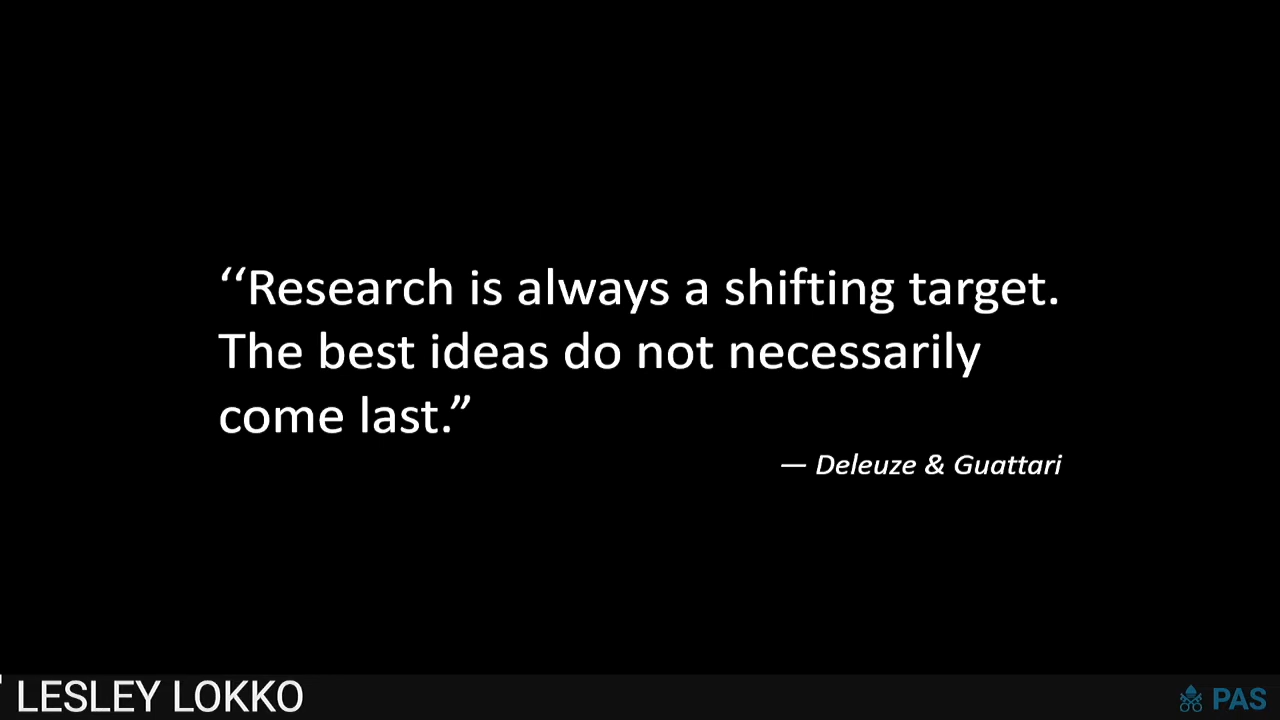 ‘‘Research is always a shifting target.
The best ideas do not necessarily
come last.”
— Deleuze & Guattari
LESLEY LOKKO
PAS